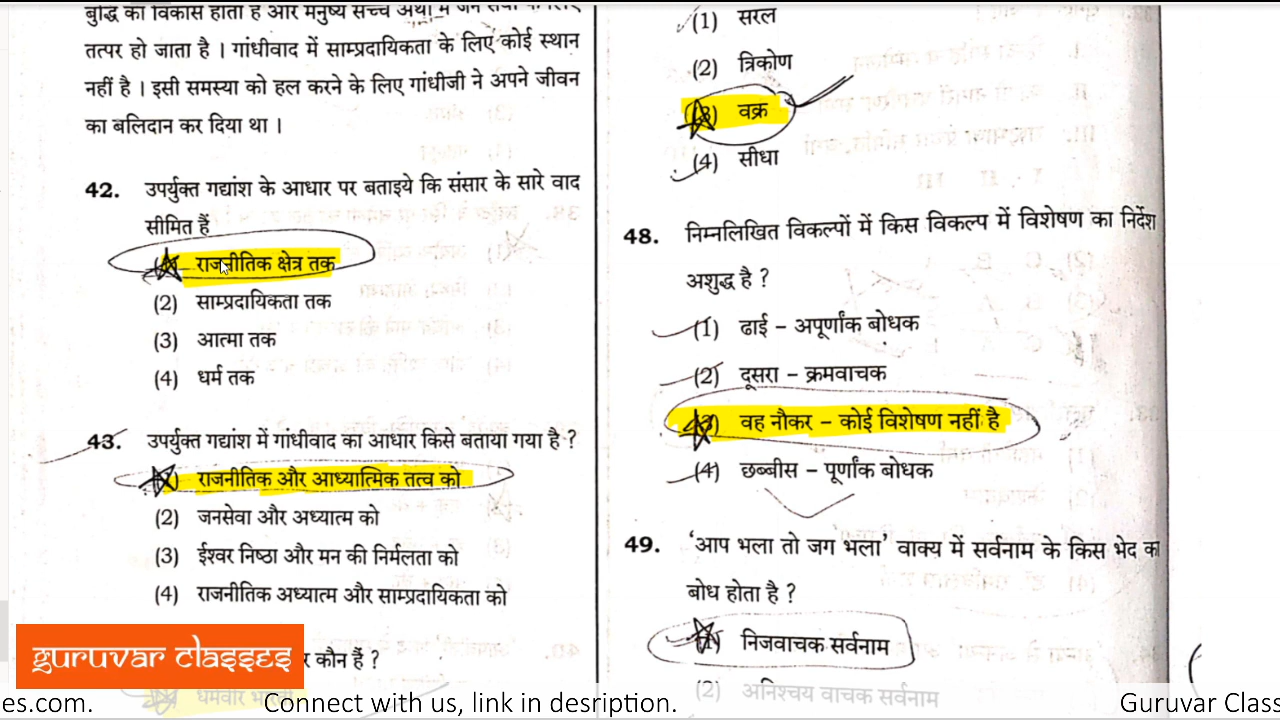 बुद्धि का विकास होता है और मनुष्य सच्चे अर्थों में जन सेवा के लिए
तत्पर हो जाता है । गांधीवाद में साम्प्रदायिकता के लिए कोई स्थान
नहीं है । इसी समस्या को हल करने के लिए गांधीजी ने अपने जीवन
का बलिदान कर दिया था ।
42. उपर्युक्त गद्यांश के आधार पर बताइये कि संसार के सारे वाद
सीमित हैं
राजनीतिक क्षेत्र तक
(2) साम्प्रदायिकता तक
(3) आत्मा तक
(4) धर्म तक
43. उपर्युक्त गद्यांश में गांधीवाद का आधार किसे बताया गया है ?
राजनीतिक और आध्यात्मिक तत्व को
(2) जनसेवा और अध्यात्म को
(3) ईश्वर निष्ठा और मन की निर्मलता को
(4) राजनीतिक अध्यात्म और साम्प्रदायिकता को
कौन हैं ?
(1) सरल
(2) त्रिकोण
(3) वक्र
(4) सीधा
48. निम्नलिखित विकल्पों में किस विकल्प में विशेषण का निर्देश
अशुद्ध है ?
(1) ढाई – अपूर्णांक बोधक
(2) दूसरा – क्रमवाचक
वह नौकर – कोई विशेषण नहीं है
(4) छब्बीस – पूर्णांक बोधक
49. ‘आप भला तो जग भला’ वाक्य में सर्वनाम के किस भेद का
बोध होता है ?
निजवाचक सर्वनाम
(2) अनिश्चय वाचक सर्वनाम
guruvar classes
es.com. Connect with us, link in desription. Guruvar Class